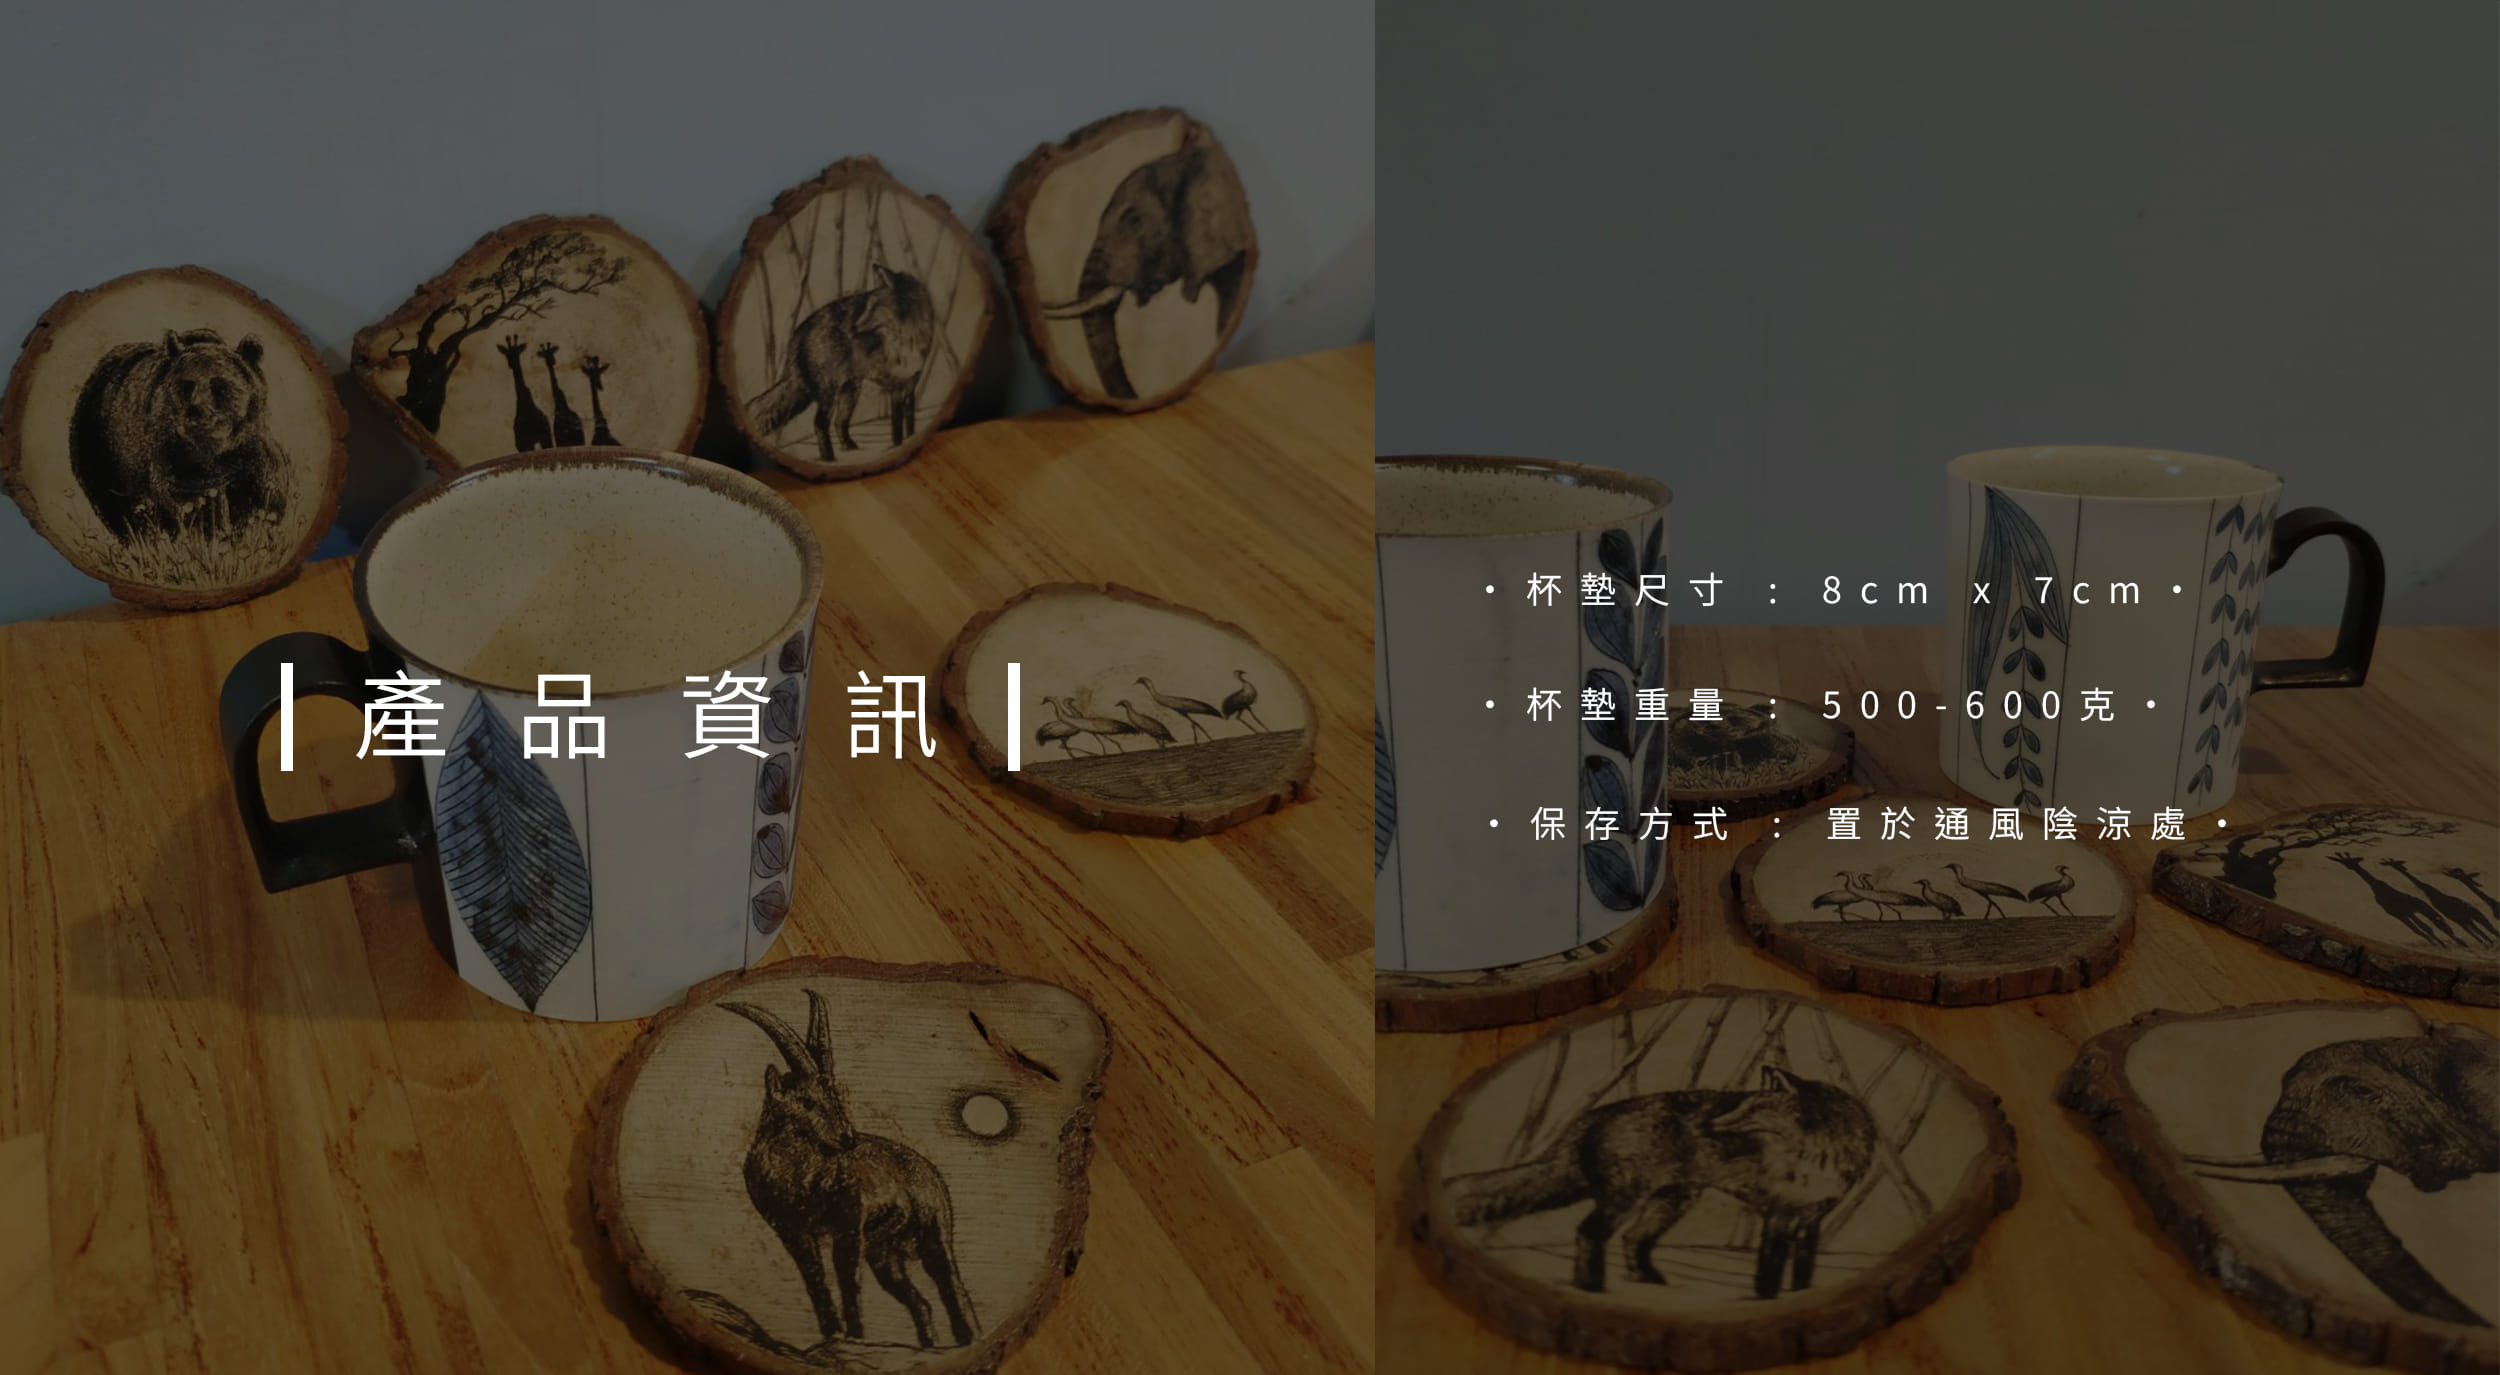 產品資訊
・杯墊尺寸 : 8cm x 7cm・
・杯墊重量 : 500-600克・
・保存方式 : 置於通風陰涼處・